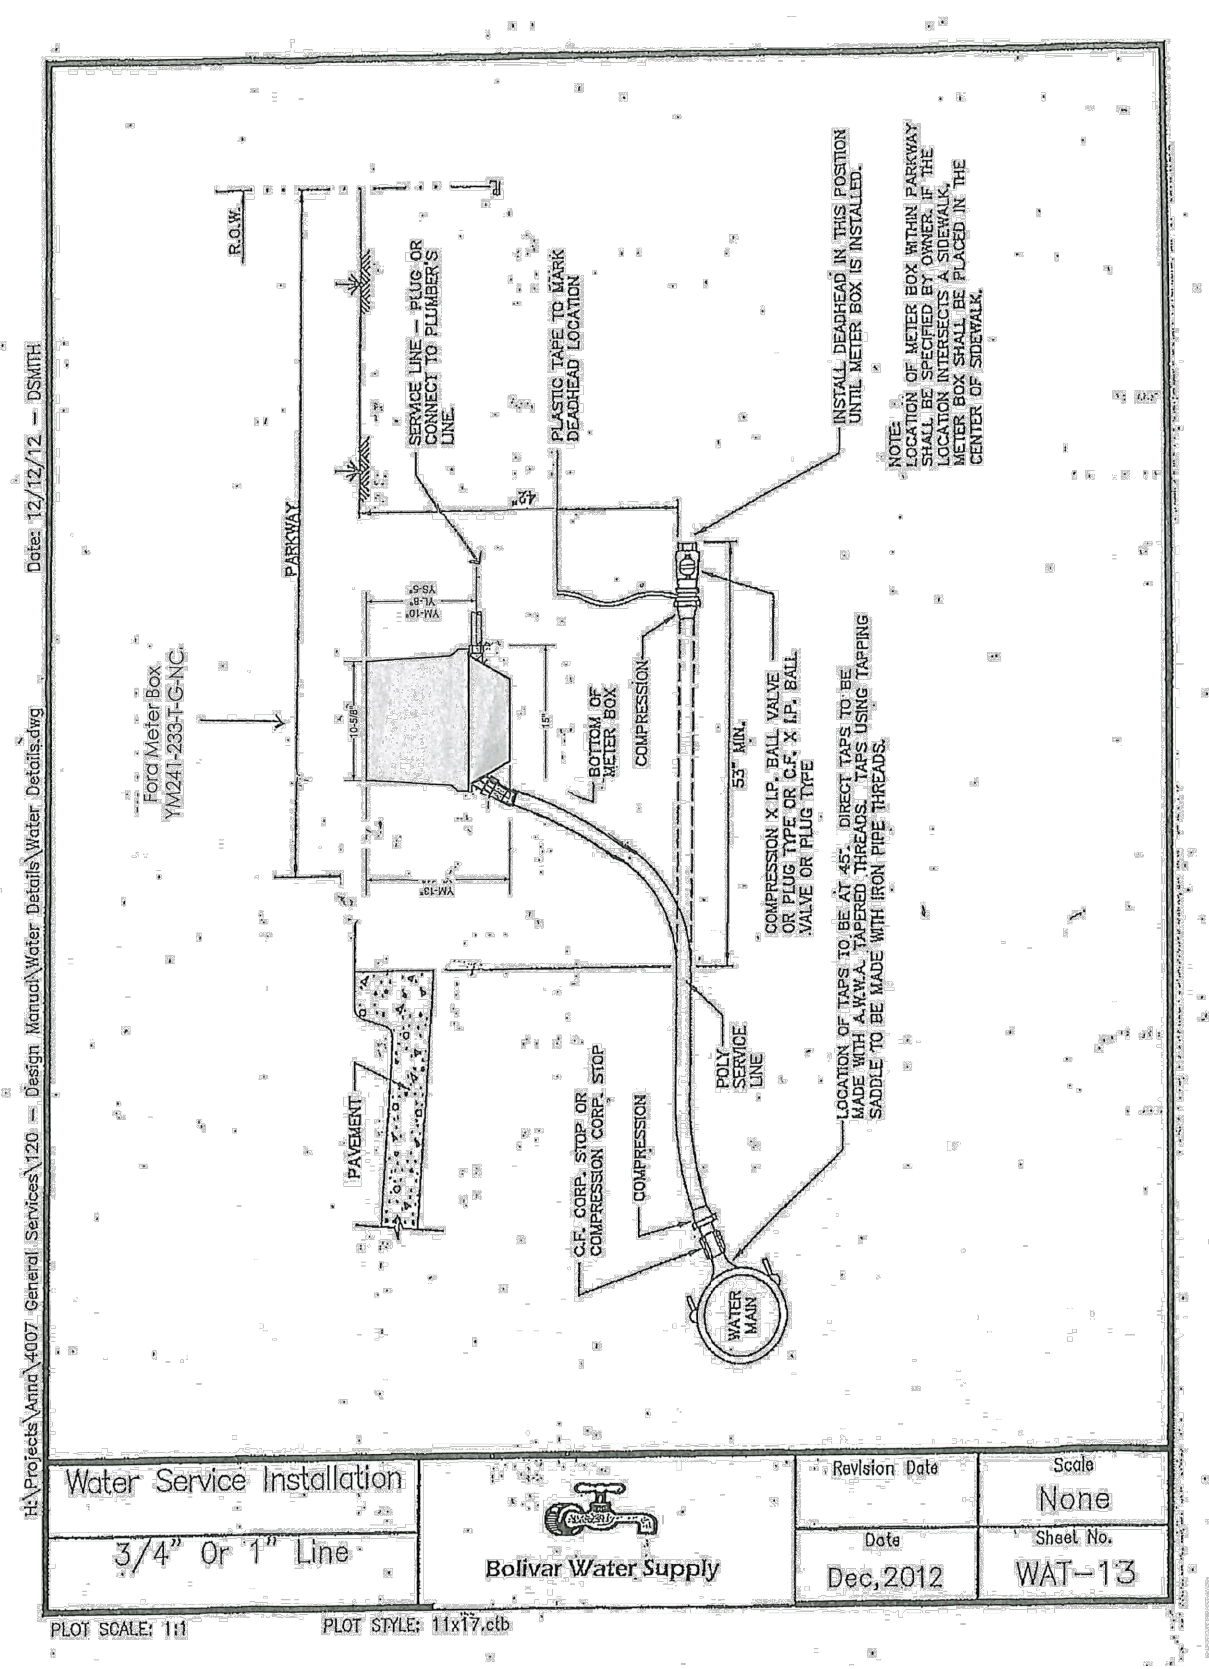 H:\Projects\Anna\4007 General Services\120 — Design Manual\Water Details\Water Details.dwg
Date: 12/12/12 — DSMITH
Ford Meter Box
YM241-233-T-G-NC.
R.O.W.
PARKWAY
PAVEMENT
10-5/8"
YM-13"
YM-10"
YL-8"
YS-5"
15"
42"
SERVICE LINE — PLUG OR
CONNECT TO PLUMBER'S
LINE.
PLASTIC TAPE TO MARK
DEADHEAD LOCATION
BOTTOM OF
METER BOX
COMPRESSION
C.F. CORP. STOP OR
COMPRESSION CORP. STOP
COMPRESSION
POLY
SERVICE
LINE
53" MIN.
WATER
MAIN
COMPRESSION X I.P. BALL VALVE
OR PLUG TYPE OR C.F. X I.P. BALL
VALVE OR PLUG TYPE
LOCATION OF TAPS TO BE AT 45°. DIRECT TAPS TO BE
MADE WITH A.W.W.A. TAPERED THREADS. TAPS USING TAPPING
SADDLE TO BE MADE WITH IRON PIPE THREADS.
INSTALL DEADHEAD IN THIS POSITION
UNTIL METER BOX IS INSTALLED.
NOTE:
LOCATION OF METER BOX WITHIN PARKWAY
SHALL BE SPECIFIED BY OWNER. IF THE
LOCATION INTERSECTS A SIDEWALK,
METER BOX SHALL BE PLACED IN THE
CENTER OF SIDEWALK.
Water Service Installation
3/4" Or 1" Line
Bolivar Water Supply
Revision Date
Date
Dec,2012
Scale
None
Sheet No.
WAT-13
PLOT SCALE: 1:1
PLOT STYLE: 11x17.ctb